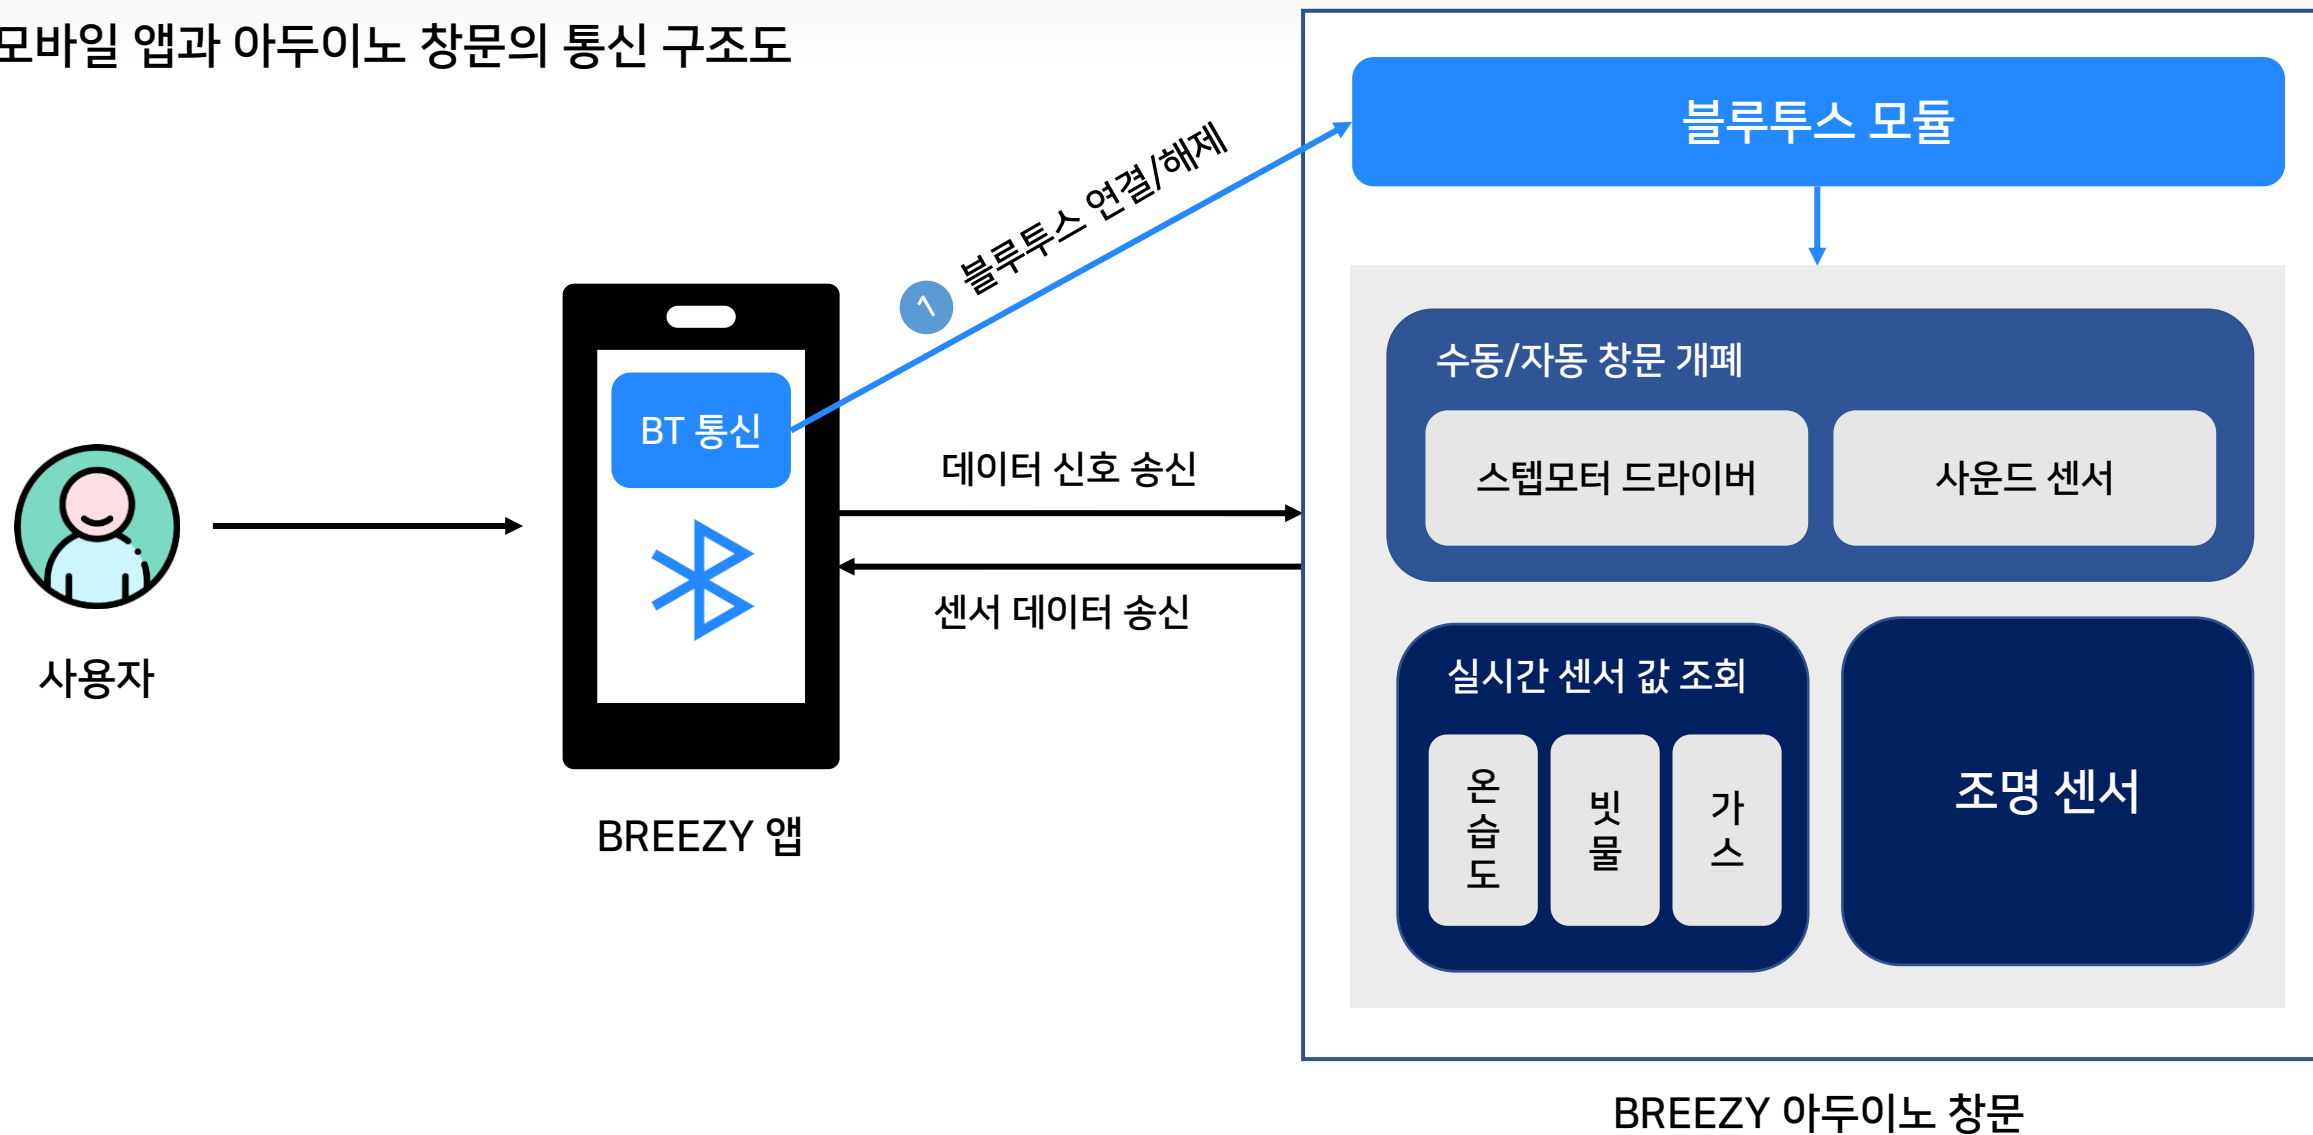 모바일 앱과 아두이노 창문의 통신 구조도
블루투스 모듈
1 블루투스 연결/해제
수동/자동 창문 개폐
BT 통신
스텝모터 드라이버
사운드 센서
데이터 신호 송신
센서 데이터 송신
사용자
실시간 센서 값 조회
온습도
빗물
가스
조명 센서
BREEZY 앱
BREEZY 아두이노 창문